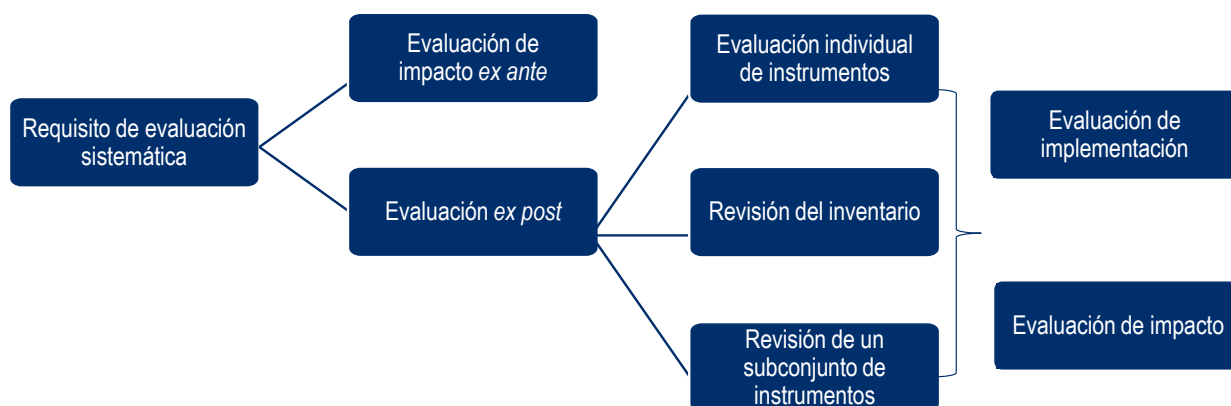 Requisito de evaluación
sistemática
Evaluación de
impacto ex ante
Evaluación ex post
Evaluación individual
de instrumentos
Revisión del inventario
Revisión de un
subconjunto de
instrumentos
Evaluación de
implementación
Evaluación de impacto